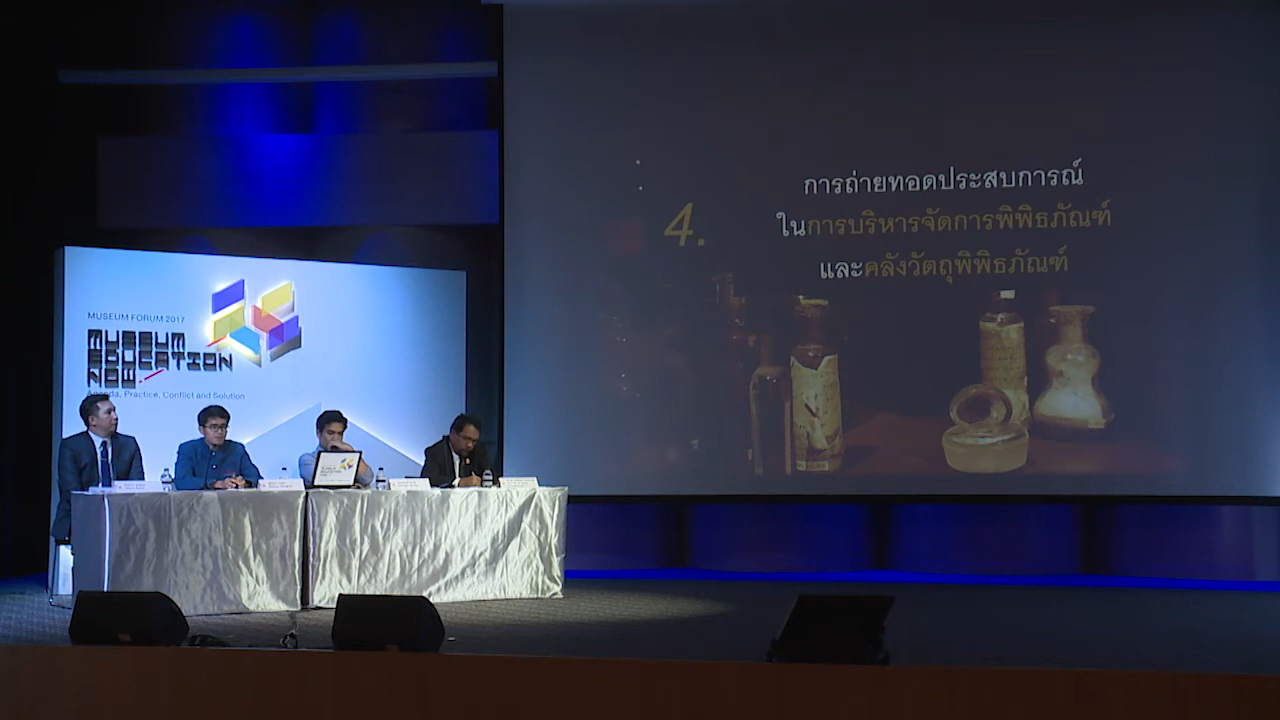 MUSEUM FORUM 2017
MUSEUM
EDUCATION
NOW
Agenda, Practice, Conflict and Solution
4.
การถ่ายทอดประสบการณ์
ในการบริหารจัดการพิพิธภัณฑ์
และคลังวัตถุพิพิธภัณฑ์